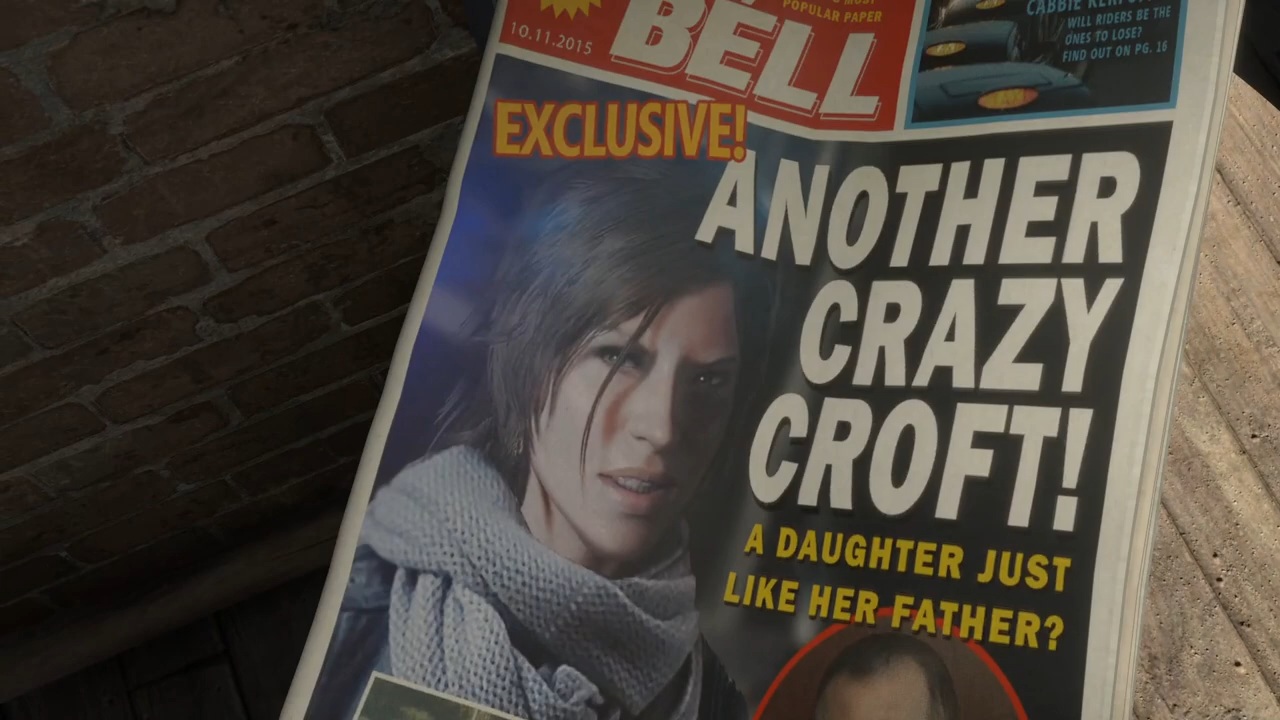 POPULAR PAPER
10.11.2015
BELL
CABBIE
WILL RIDERS BE THE
ONES TO LOSE?
FIND OUT ON PG. 16
EXCLUSIVE!
ANOTHER
CRAZY
CROFT!
A DAUGHTER JUST
LIKE HER FATHER?